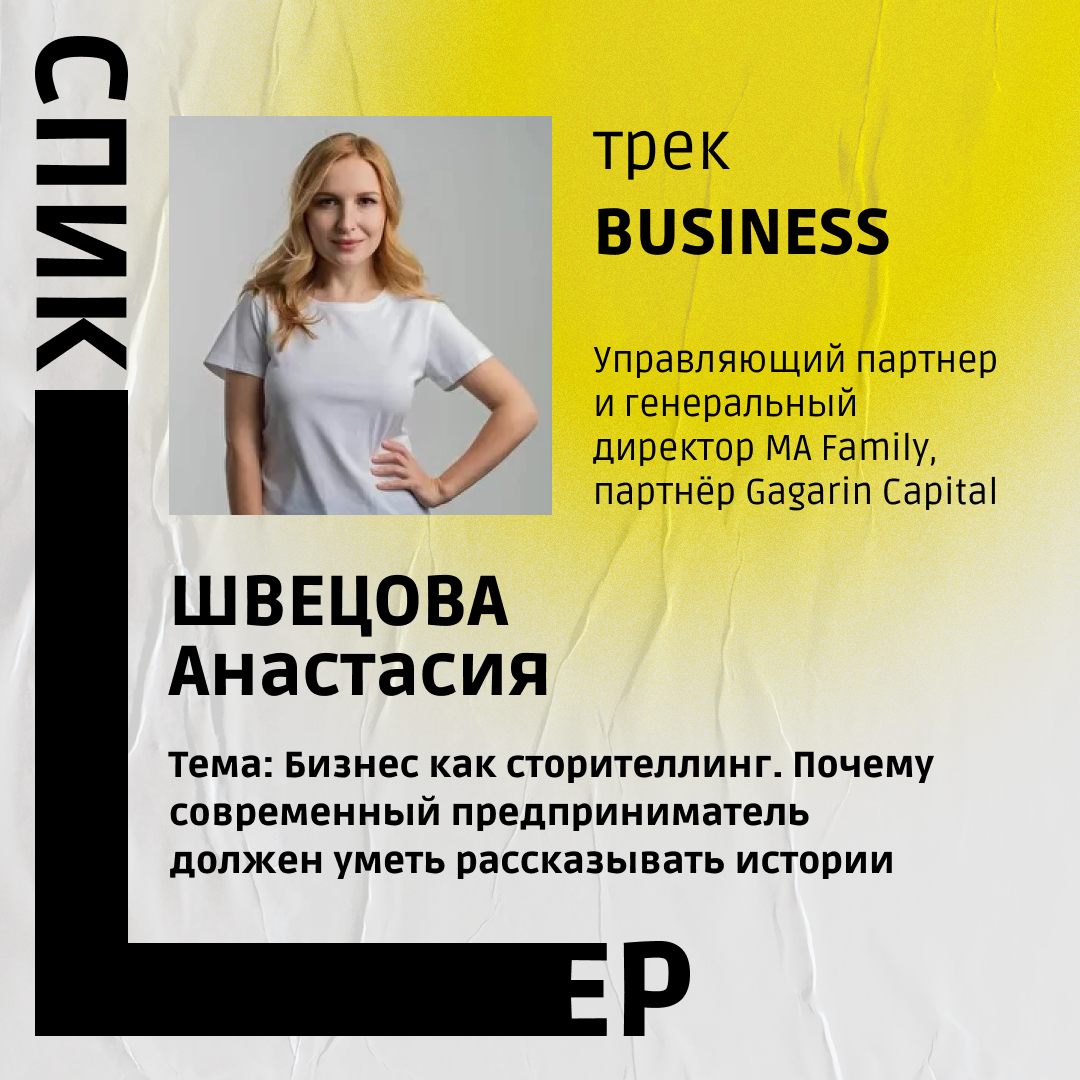 СПИК
ЕР
трек
BUSINESS
Управляющий партнер
и генеральный
директор MA Family,
партнёр Gagarin Capital
ШВЕЦОВА
Анастасия
Тема: Бизнес как сторителлинг. Почему
современный предприниматель
должен уметь рассказывать истории